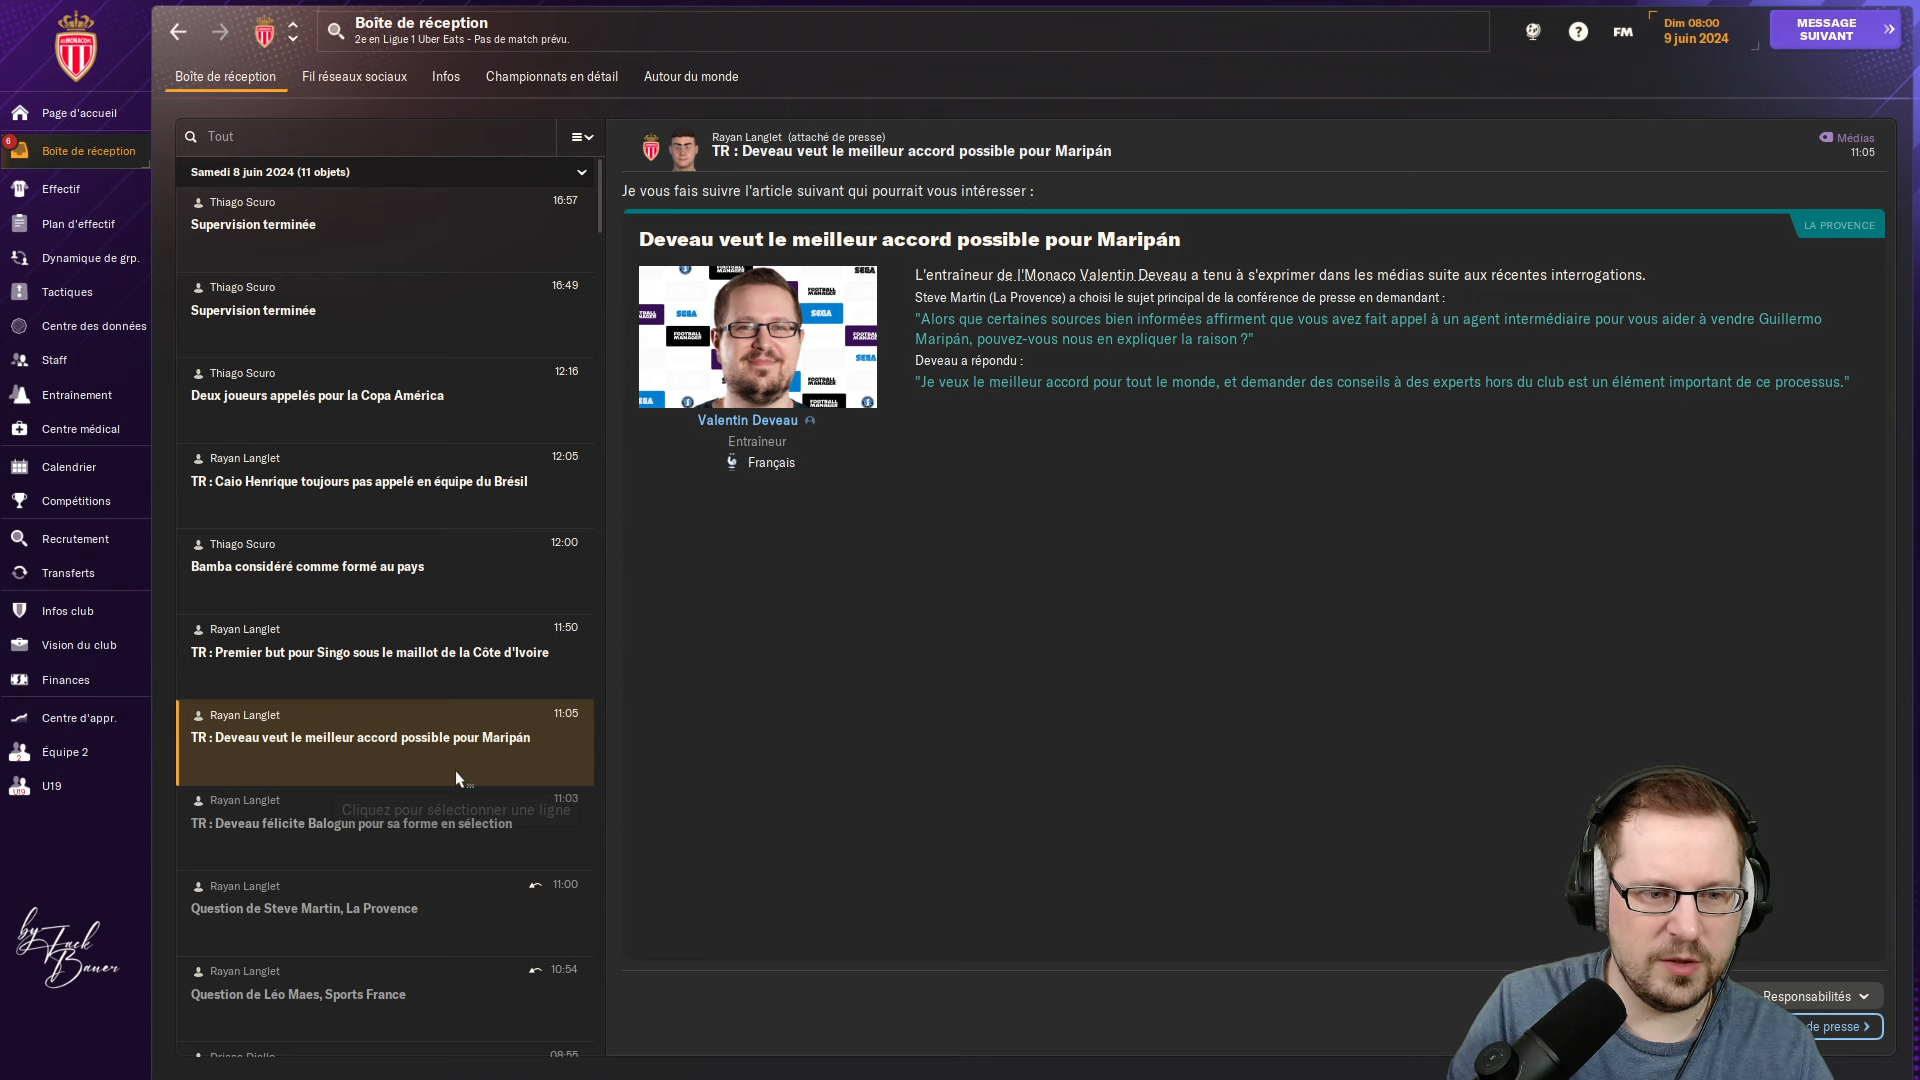 Boîte de réception
2e en Ligue 1 Uber Eats - Pas de match prévu.
FM
Dim 08:00
9 juin 2024
MESSAGE
SUIVANT
Boîte de réception
Fil réseaux sociaux
Infos
Championnats en détail
Autour du monde
Page d'accueil
6
Boîte de réception
Effectif
Plan d'effectif
Dynamique de grp.
Tactiques
Centre des données
Staff
Entraînement
Centre médical
Calendrier
Compétitions
Recrutement
Transferts
Infos club
Vision du club
Finances
Centre d'appr.
Équipe 2
U19
by Jack
Bauer
Tout
Samedi 8 juin 2024 (11 objets)
Thiago Scuro 16:57
Supervision terminée
Thiago Scuro 16:49
Supervision terminée
Thiago Scuro 12:16
Deux joueurs appelés pour la Copa América
Rayan Langlet 12:05
TR : Caio Henrique toujours pas appelé en équipe du Brésil
Thiago Scuro 12:00
Bamba considéré comme formé au pays
Rayan Langlet 11:50
TR : Premier but pour Singo sous le maillot de la Côte d'Ivoire
Rayan Langlet 11:05
TR : Deveau veut le meilleur accord possible pour Maripán
Rayan Langlet 11:03
Cliquez pour sélectionner une ligne
TR : Deveau félicite Balogun pour sa forme en sélection
Rayan Langlet 11:00
Question de Steve Martin, La Provence
Rayan Langlet 10:54
Question de Léo Maes, Sports France
08:55
Rayan Langlet (attaché de presse)
TR : Deveau veut le meilleur accord possible pour Maripán
Médias
11:05
Je vous fais suivre l'article suivant qui pourrait vous intéresser :
LA PROVENCE
Deveau veut le meilleur accord possible pour Maripán
SEGA
FOOTBALL MANAGER
Valentin Deveau
Entraîneur
Français
L'entraîneur de l'Monaco Valentin Deveau a tenu à s'exprimer dans les médias suite aux récentes interrogations.
Steve Martin (La Provence) a choisi le sujet principal de la conférence de presse en demandant :
"Alors que certaines sources bien informées affirment que vous avez fait appel à un agent intermédiaire pour vous aider à vendre Guillermo
Maripán, pouvez-vous nous en expliquer la raison ?"
Deveau a répondu :
"Je veux le meilleur accord pour tout le monde, et demander des conseils à des experts hors du club est un élément important de ce processus."
Responsabilités
de presse